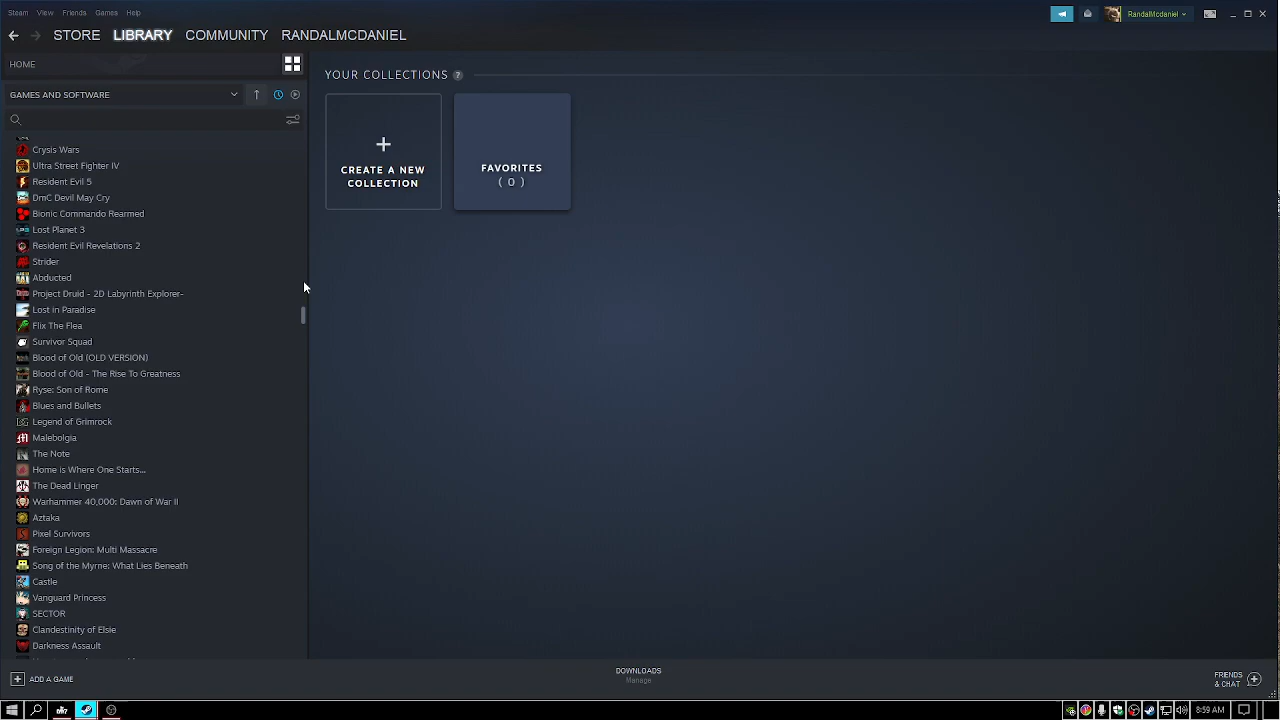 Steam View Friends Games Help
RandalMcdaniel
STORE LIBRARY COMMUNITY RANDALMCDANIEL
HOME
YOUR COLLECTIONS ?
GAMES AND SOFTWARE
+
CREATE A NEW
COLLECTION
FAVORITES
( 0 )
Crysis Wars
Ultra Street Fighter IV
Resident Evil 5
DmC Devil May Cry
Bionic Commando Rearmed
Lost Planet 3
Resident Evil Revelations 2
Strider
Abducted
Project Druid - 2D Labyrinth Explorer-
Lost In Paradise
Flix The Flea
Survivor Squad
Blood of Old (OLD VERSION)
Blood of Old - The Rise To Greatness
Ryse: Son of Rome
Blues and Bullets
Legend of Grimrock
Malebolgia
The Note
Home is Where One Starts...
The Dead Linger
Warhammer 40,000: Dawn of War II
Aztaka
Pixel Survivors
Foreign Legion: Multi Massacre
Song of the Myrne: What Lies Beneath
Castle
Vanguard Princess
SECTOR
Clandestinity of Elsie
Darkness Assault
ADD A GAME
DOWNLOADS
Manage
FRIENDS
& CHAT
8:59 AM